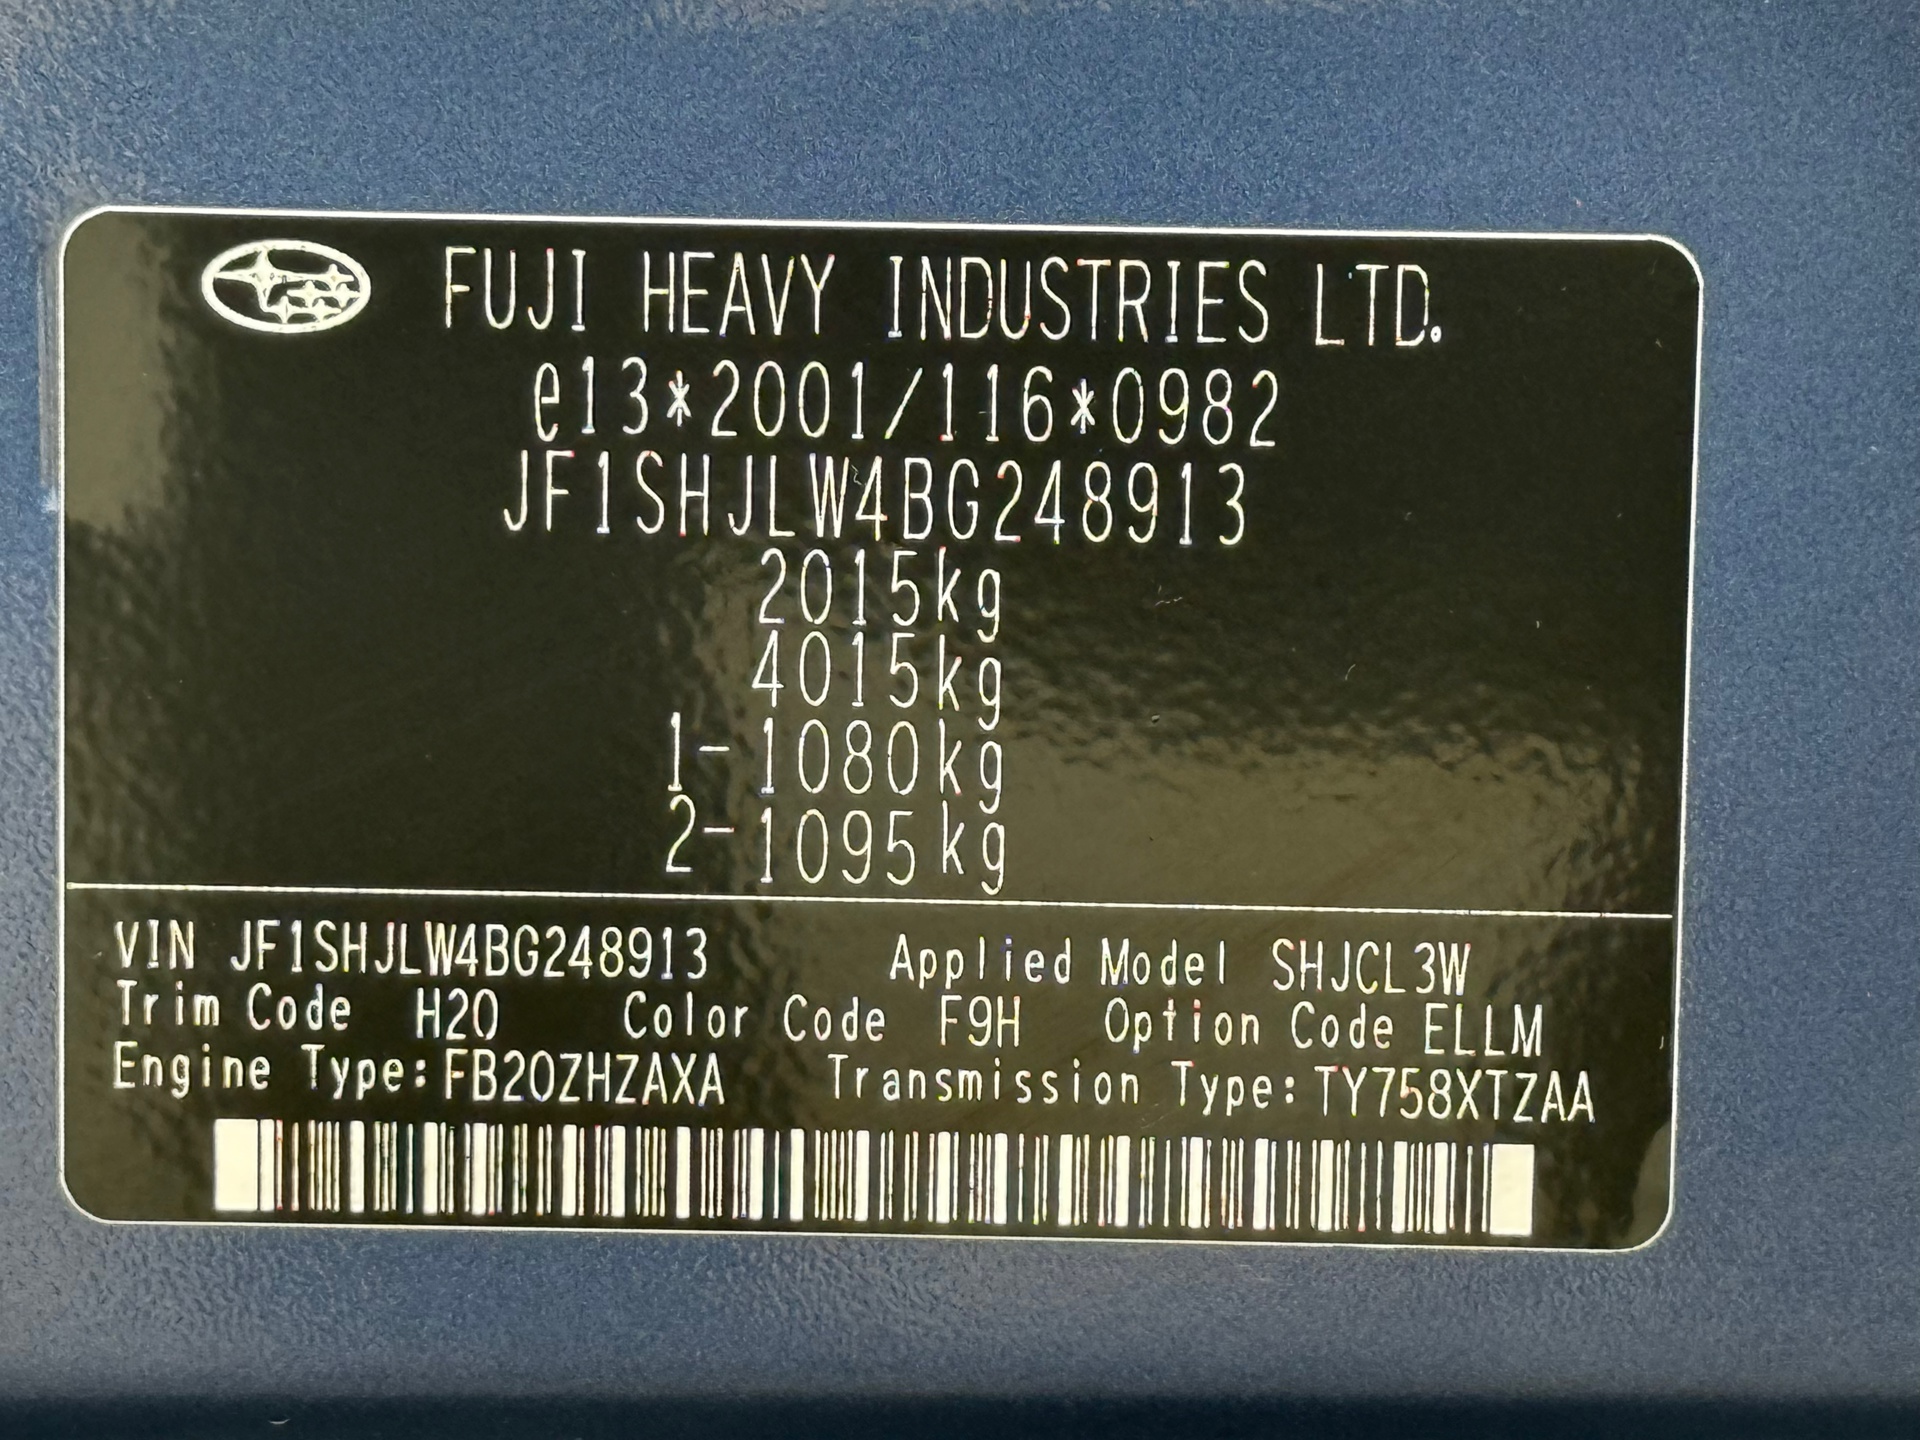 FUJI HEAVY INDUSTRIES LTD.
e13*2001/116*0982
JF1SHJLW4BG248913
2015kg
4015kg
1-1080kg
2-1095kg
VIN JF1SHJLW4BG248913 Applied Model SHJCL3W
Trim Code H20 Color Code F9H Option Code ELLM
Engine Type:FB20ZHZAXA Transmission Type:TY758XTZAA